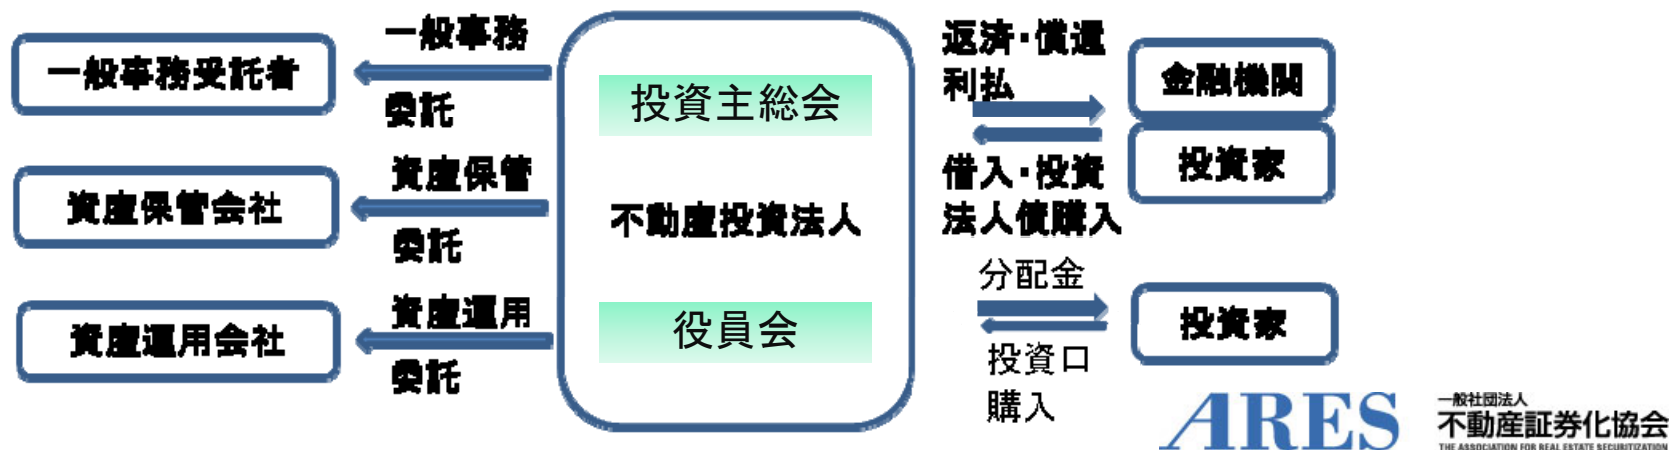 一般事務受託者
一般事務
委託
資産保管会社
資産保管
委託
資産運用会社
資産運用
委託
投資主総会
不動産投資法人
役員会
返済・償還
利払
借入・投資
法人債購入
金融機関
投資家
分配金
投資口
購入
投資家
ARES
一般社団法人
不動産証券化協会
THE ASSOCIATION FOR REAL ESTATE SECURITIZATION